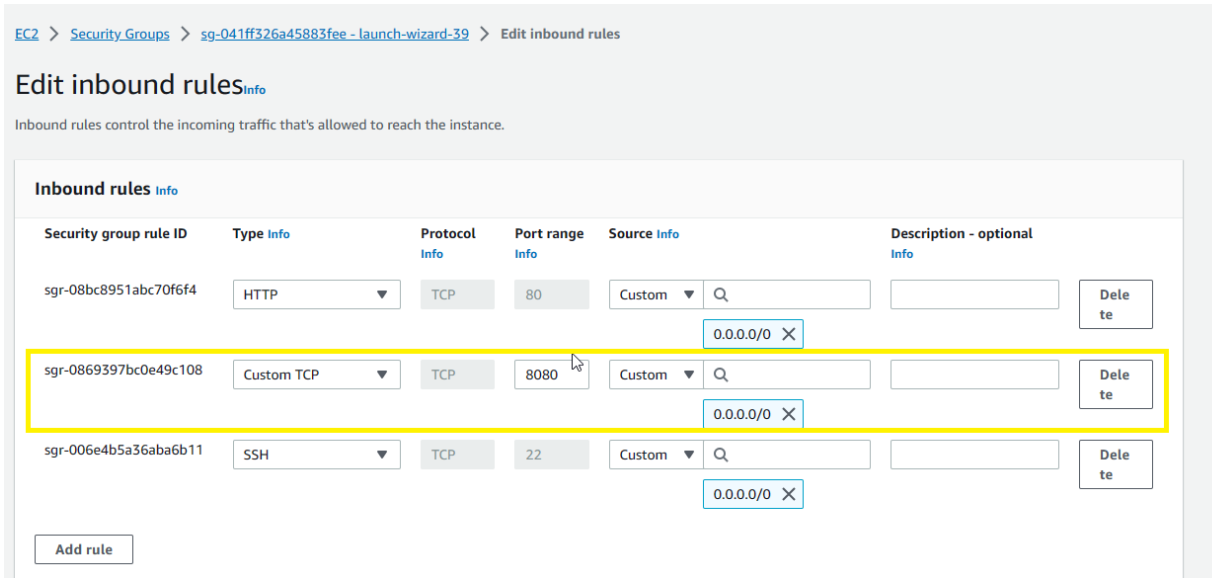 EC2 > Security Groups > sg-041ff326a45883fee - launch-wizard-39 > Edit inbound rules
Edit inbound rules Info
Inbound rules control the incoming traffic that's allowed to reach the instance.
Inbound rules Info
Security group rule ID Type Info Protocol Info Port range Info Source Info Description - optional Info
sgr-08bc8951abc70f6f4 HTTP TCP 80 Custom Dele
te
0.0.0.0/0
sgr-0869397bc0e49c108 Custom TCP TCP 8080 Custom Dele
te
0.0.0.0/0
sgr-006e4b5a36aba6b11 SSH TCP 22 Custom Dele
te
0.0.0.0/0
Add rule